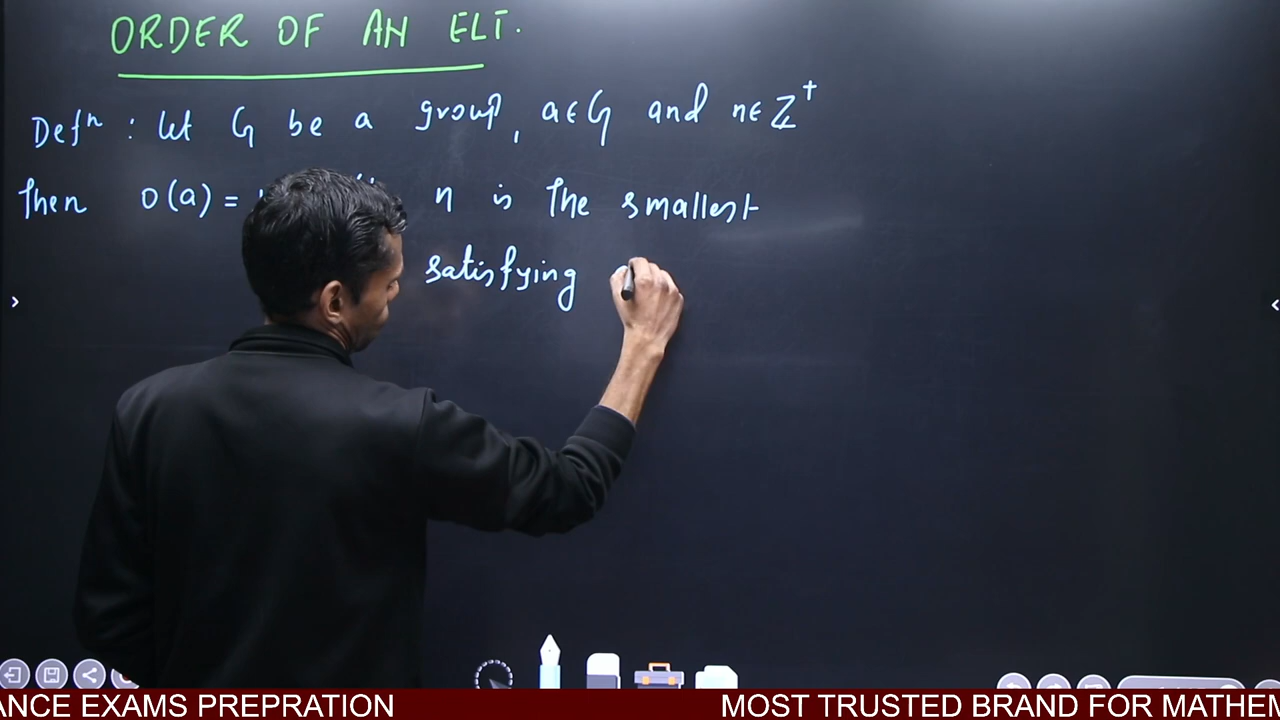 ORDER OF AN ELT.
Defⁿ : Let G be a group, a∈G and n∈ℤ⁺
Then o(a) = n is the smallest
satisfying
ANCE EXAMS PREPRATION MOST TRUSTED BRAND FOR MATHEM